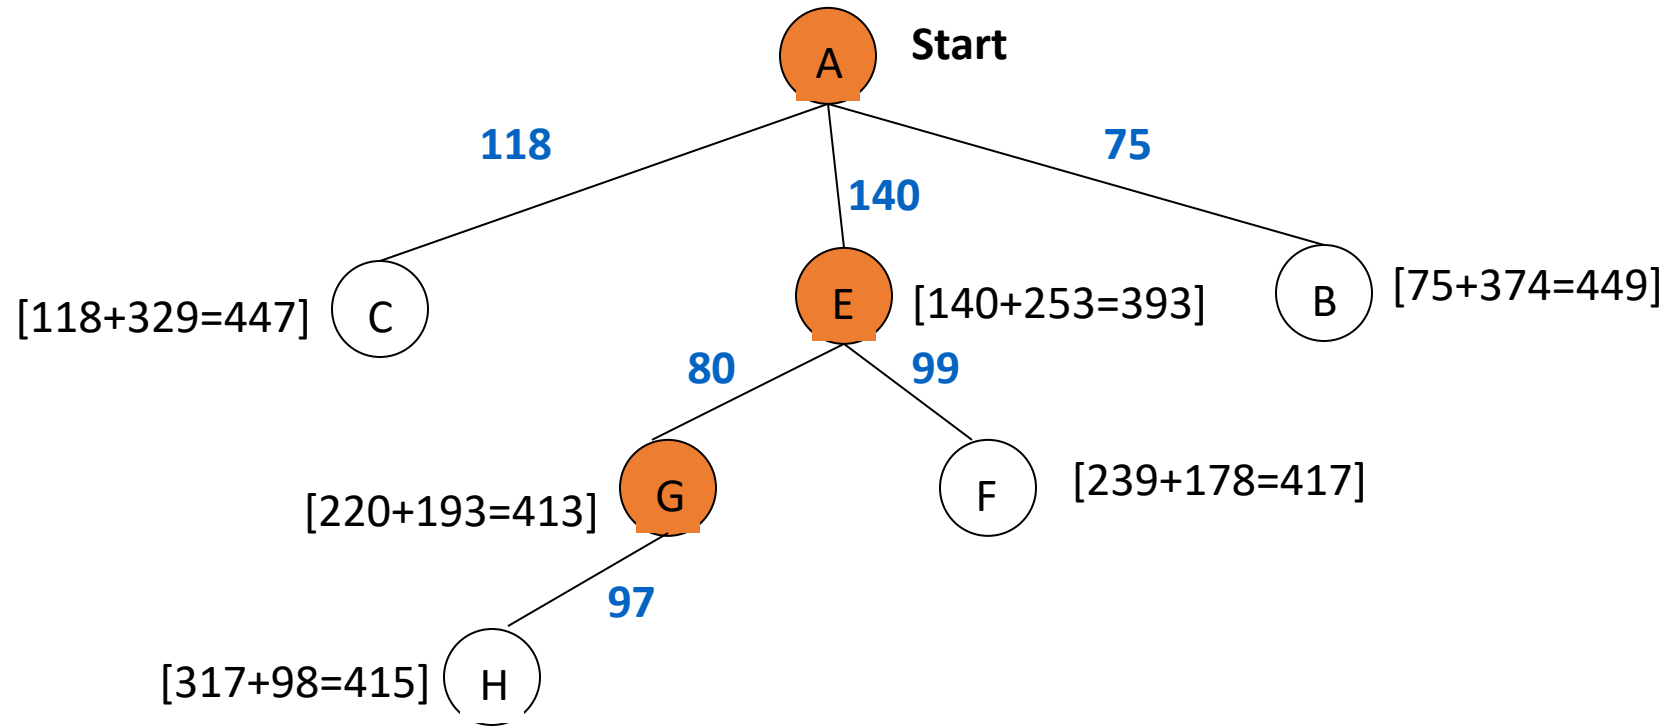 A
Start
118
75
140
[118+329=447]
C
E
[140+253=393]
B
[75+374=449]
80
99
[220+193=413]
G
F
[239+178=417]
97
[317+98=415]
H